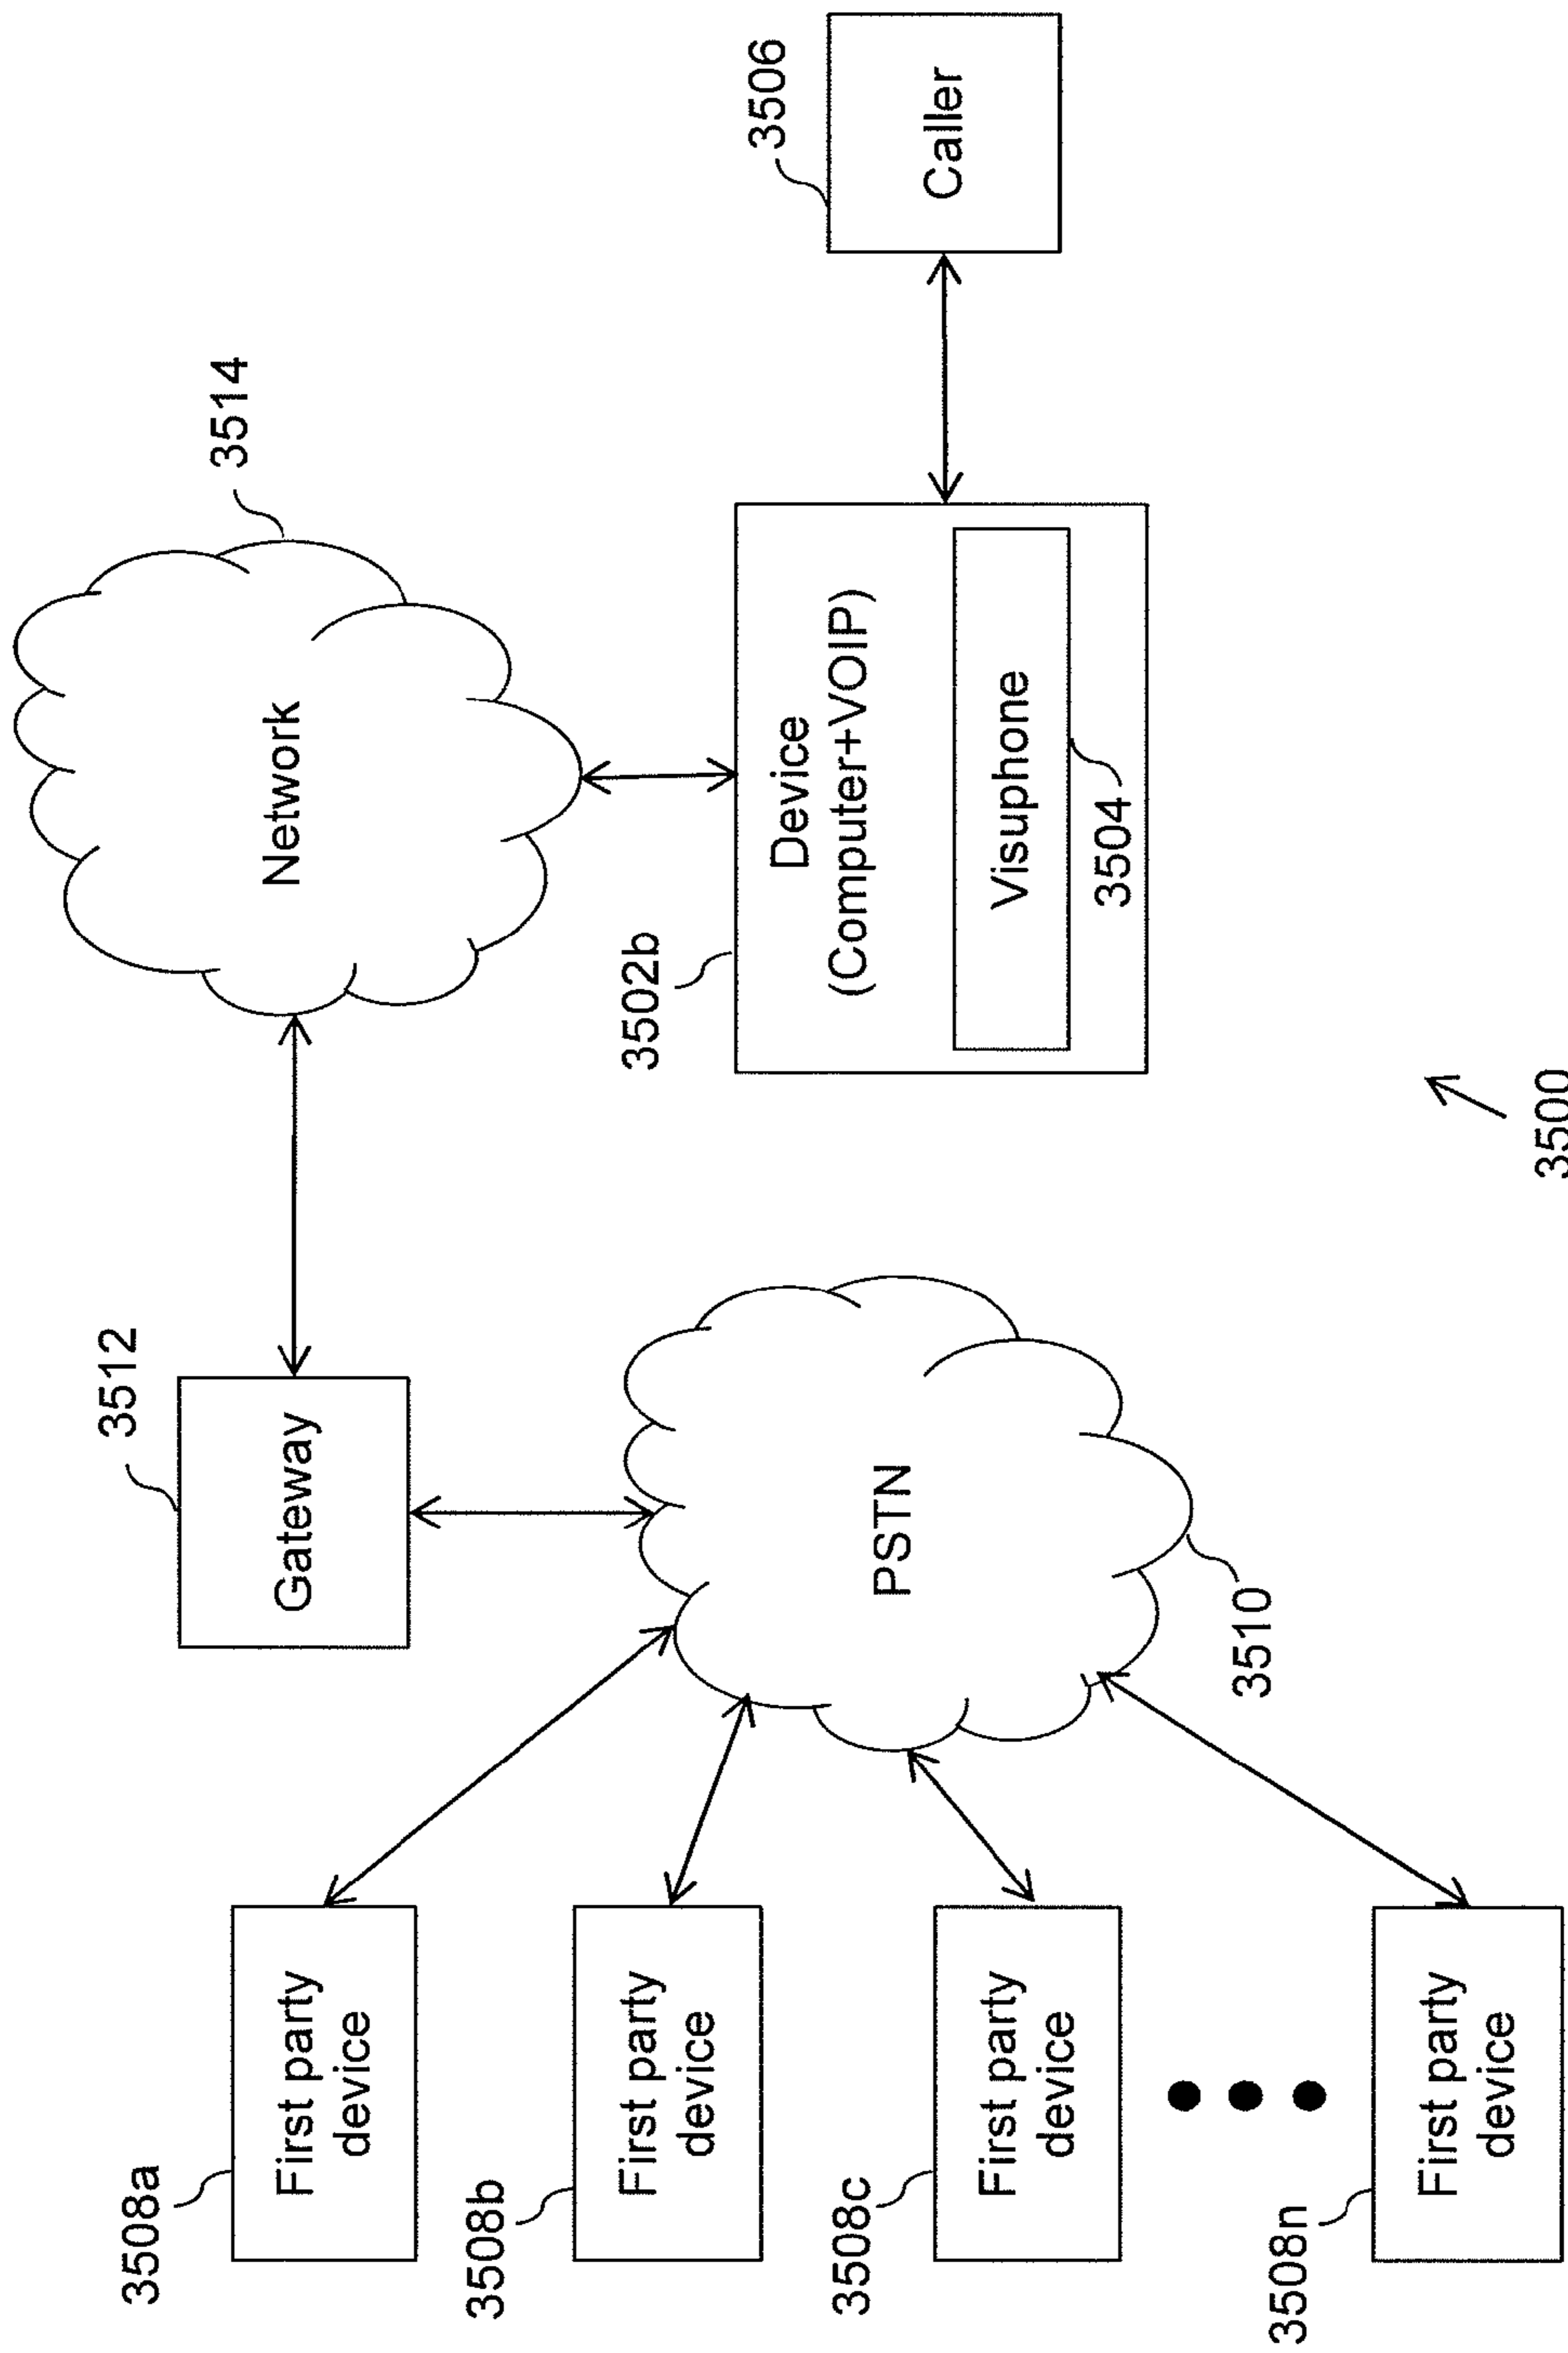 3508a
First party
device
3508b
First party
device
3508c
First party
device
3508n
First party
device
3512
Gateway
PSTN
3510
3514
Network
3502b
Device
(Computer+VOIP)
Visuphone
3504
3506
Caller
3500